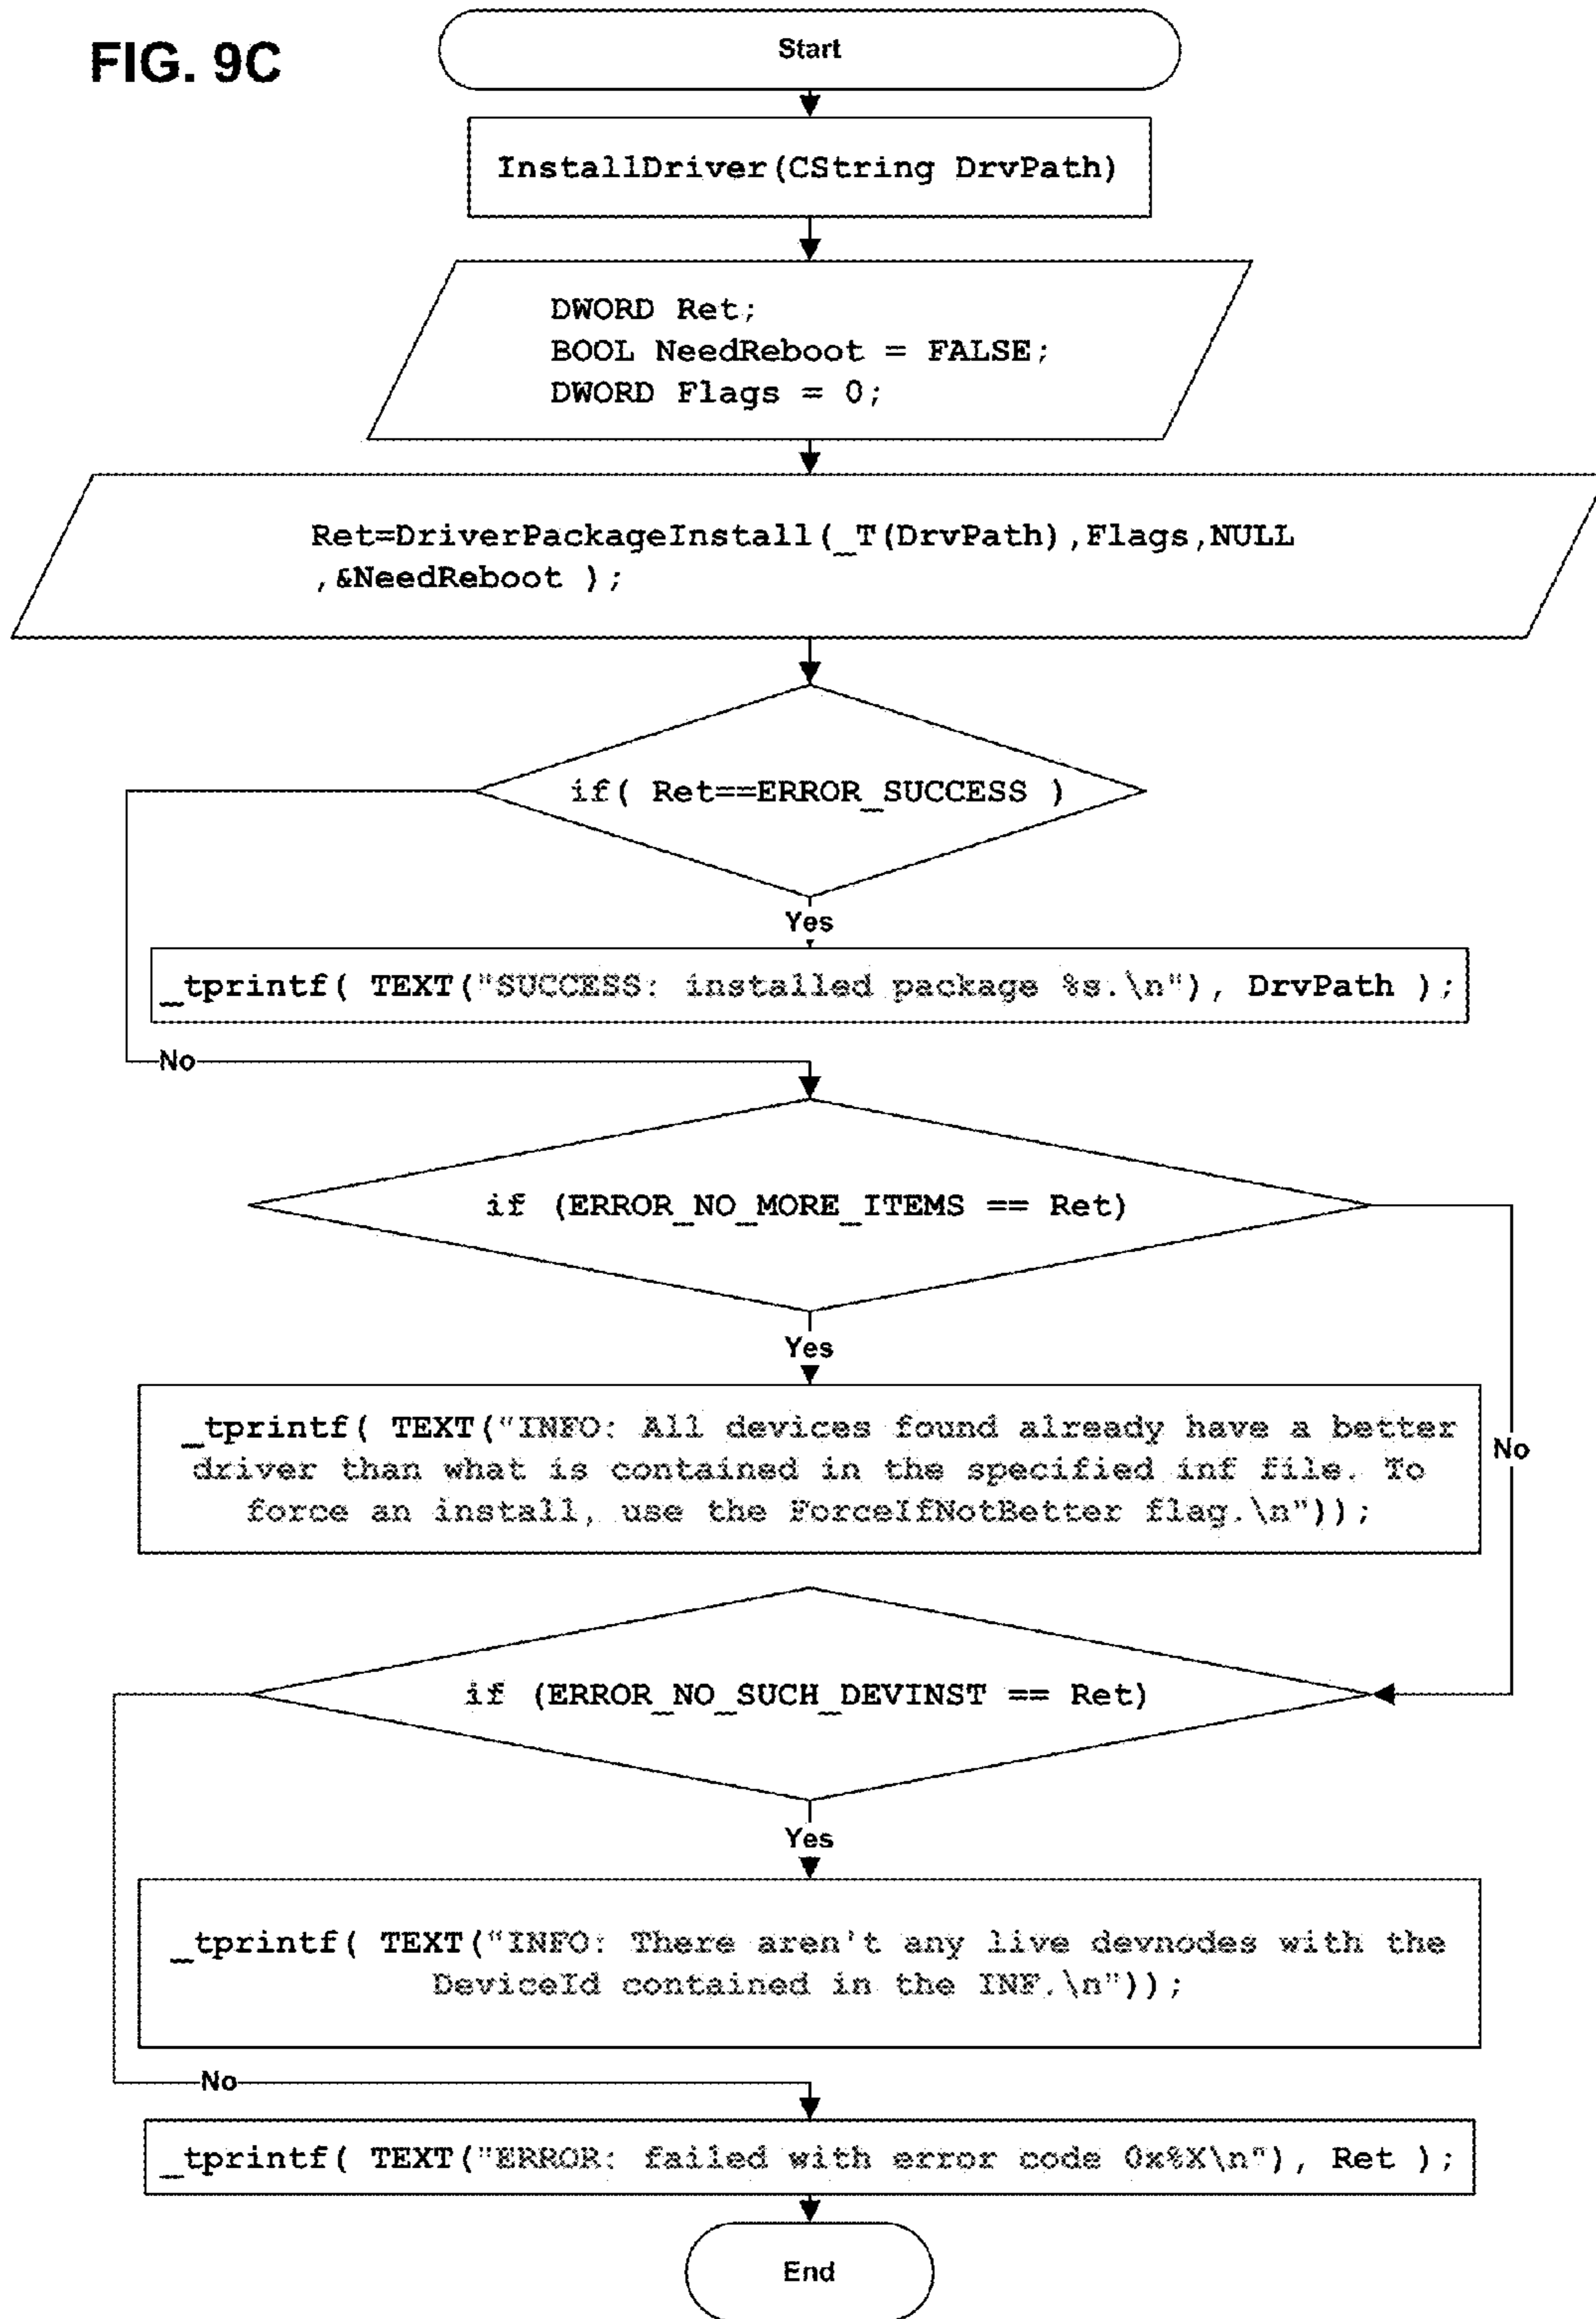 FIG. 9C
Start
InstallDriver(CString DrvPath)
DWORD Ret;
BOOL NeedReboot = FALSE;
DWORD Flags = 0;
Ret=DriverPackageInstall(_T(DrvPath),Flags,NULL
,&NeedReboot );
if( Ret==ERROR_SUCCESS )
Yes
_tprintf( TEXT("SUCCESS: installed package %s.\n"), DrvPath );
No
if (ERROR_NO_MORE_ITEMS == Ret)
Yes
_tprintf( TEXT("INFO: All devices found already have a better
driver than what is contained in the specified inf file. To
force an install, use the ForceIfNotBetter flag.\n"));
No
if (ERROR_NO_SUCH_DEVINST == Ret)
Yes
_tprintf( TEXT("INFO: There aren't any live devnodes with the
DeviceId contained in the INF.\n"));
No
_tprintf( TEXT("ERROR: failed with error code 0x%X\n"), Ret );
End